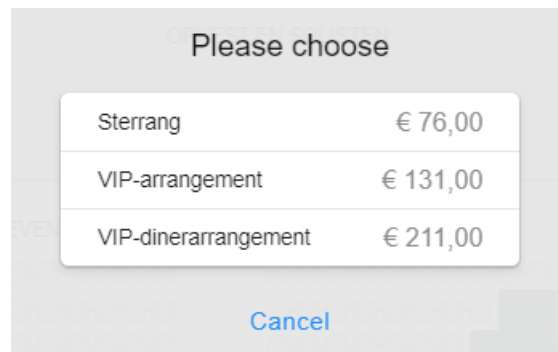 Please choose
Sterrang € 76,00
VIP-arrangement € 131,00
VIP-dinerarrangement € 211,00
Cancel